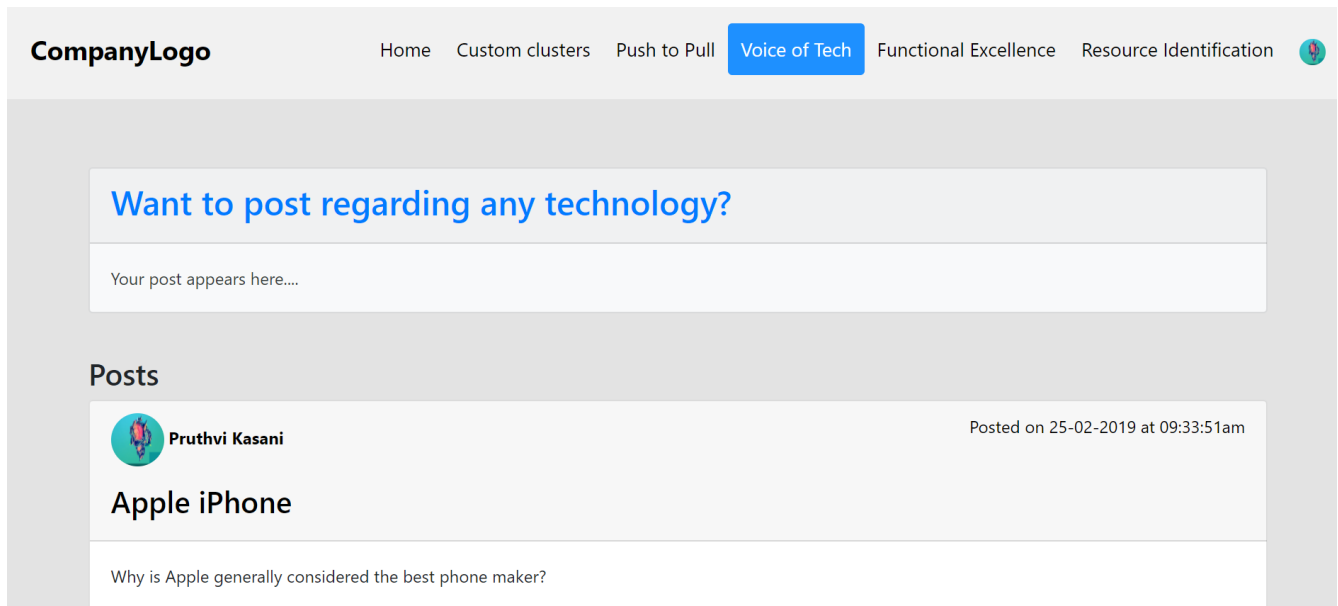 CompanyLogo Home Custom clusters Push to Pull Voice of Tech Functional Excellence Resource Identification
Want to post regarding any technology?
Your post appears here....
Posts
Pruthvi Kasani Posted on 25-02-2019 at 09:33:51am
Apple iPhone
Why is Apple generally considered the best phone maker?